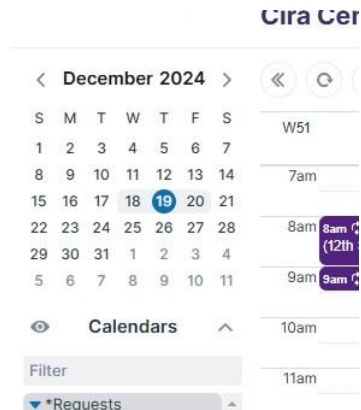 Cira Cen
December 2024
S M T W T F S
1 2 3 4 5 6 7
8 9 10 11 12 13 14
15 16 17 18 19 20 21
22 23 24 25 26 27 28
29 30 31 1 2 3 4
5 6 7 8 9 10 11
Calendars
Filter
*Requests
W51
7am
8am
8am
(12th
9am
9am
10am
11am